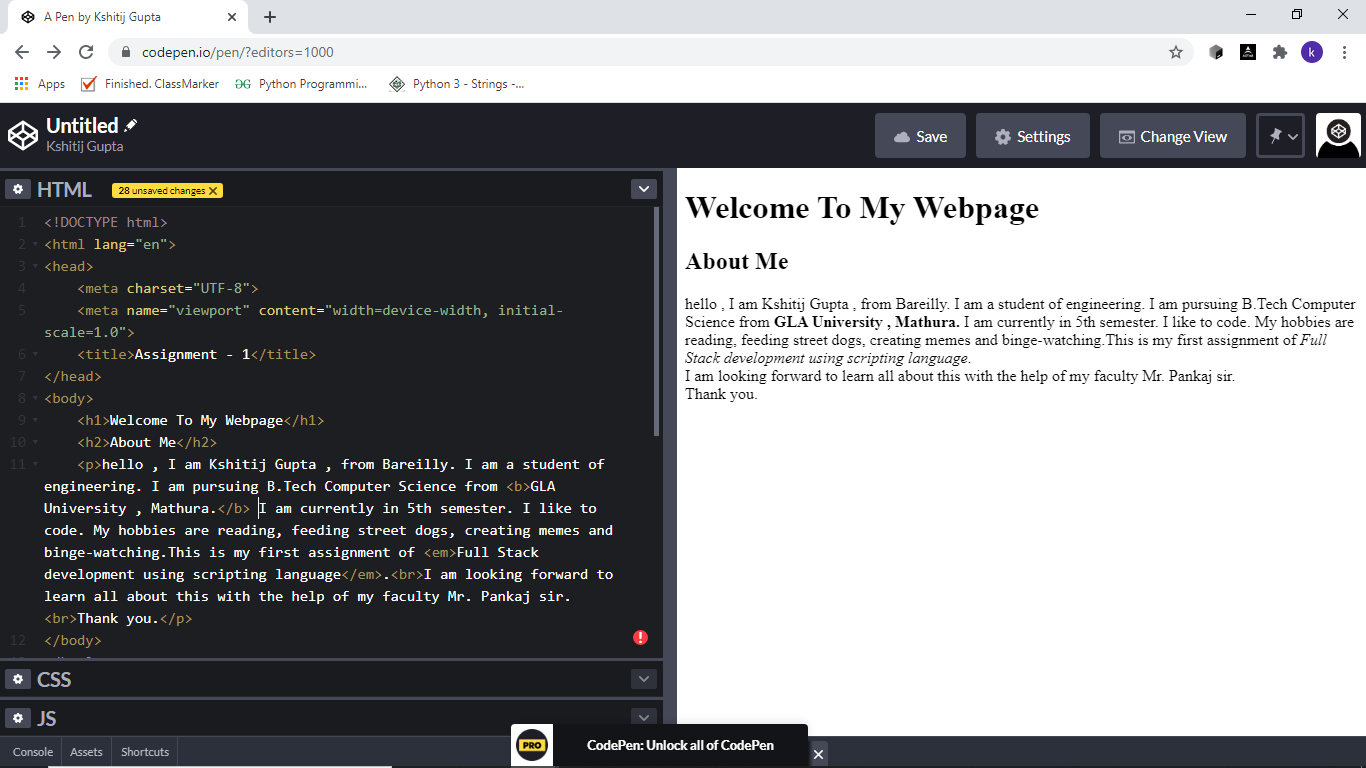 A Pen by Kshitij Gupta
codepen.io/pen/?editors=1000
k
Apps
Finished. ClassMarker
Python Programmi...
Python 3 - Strings -...
Untitled
Kshitij Gupta
Save
Settings
Change View
HTML
28 unsaved changes X
1 <!DOCTYPE html>
2 <html lang="en">
3 <head>
4 <meta charset="UTF-8">
5 <meta name="viewport" content="width=device-width, initial-
scale=1.0">
6 <title>Assignment - 1</title>
7 </head>
8 <body>
9 <h1>Welcome To My Webpage</h1>
10 <h2>About Me</h2>
11 <p>hello , I am Kshitij Gupta , from Bareilly. I am a student of
engineering. I am pursuing B.Tech Computer Science from <b>GLA
University , Mathura.</b> I am currently in 5th semester. I like to
code. My hobbies are reading, feeding street dogs, creating memes and
binge-watching.This is my first assignment of <em>Full Stack
development using scripting language</em>.<br>I am looking forward to
learn all about this with the help of my faculty Mr. Pankaj sir.
<br>Thank you.</p>
12 </body>
CSS
JS
Console
Assets
Shortcuts
Welcome To My Webpage
About Me
hello , I am Kshitij Gupta , from Bareilly. I am a student of engineering. I am pursuing B.Tech Computer
Science from GLA University , Mathura. I am currently in 5th semester. I like to code. My hobbies are
reading, feeding street dogs, creating memes and binge-watching.This is my first assignment of Full
Stack development using scripting language.
I am looking forward to learn all about this with the help of my faculty Mr. Pankaj sir.
Thank you.
PRO
CodePen: Unlock all of CodePen